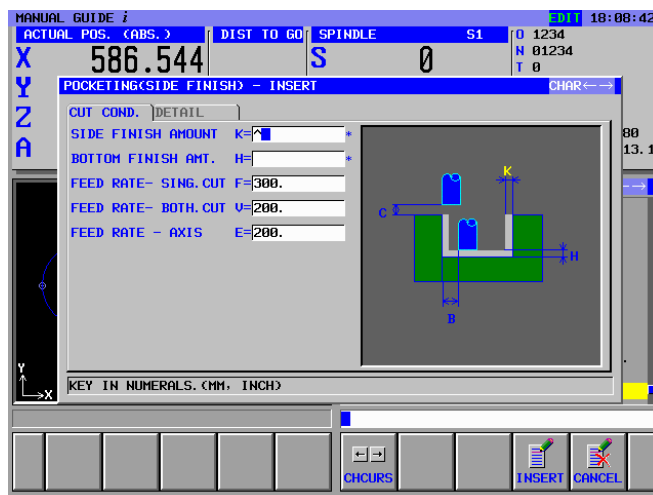 MANUAL GUIDE i EDIT 18:08:42
ACTUAL POS. (ABS.) DIST TO GO SPINDLE S1 O 1234
X 586.544 S 0 N 01234
T 0
Y
Z
A
80
13.1
POCKETING(SIDE FINISH) - INSERT CHAR←→
CUT COND. DETAIL
SIDE FINISH AMOUNT K=^ *
BOTTOM FINISH AMT. H= *
FEED RATE- SING.CUT F=300.
FEED RATE- BOTH.CUT V=200.
FEED RATE - AXIS E=200.
K
C
H
B
Y
→X
KEY IN NUMERALS.(MM, INCH)
←→
CHCURS INSERT CANCEL